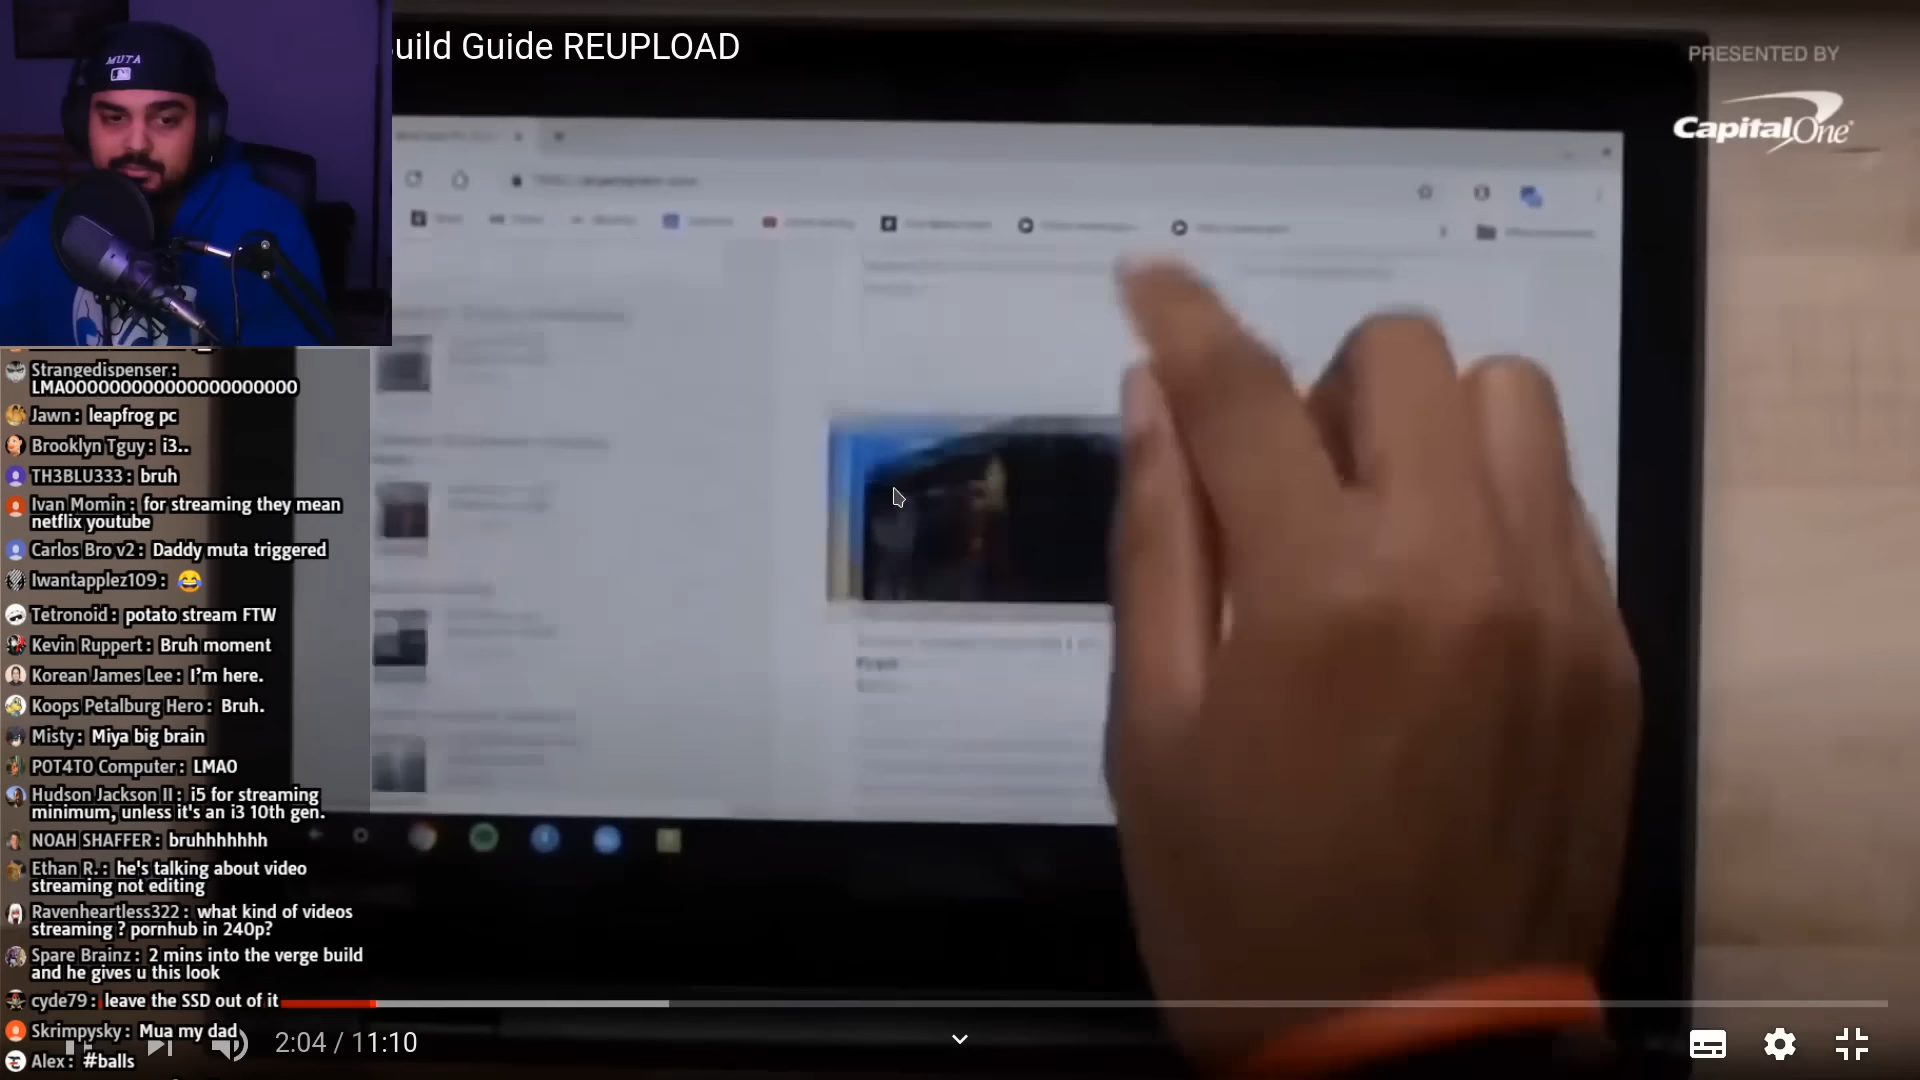 uild Guide REUPLOAD
PRESENTED BY
CapitalOne
MUTA
Strangedispenser : LMAOOOOOOOOOOOOOOOOOOOOO
Jawn : leapfrog pc
Brooklyn Tguy : i3..
TH3BLU333 : bruh
Ivan Momin : for streaming they mean
netflix youtube
Carlos Bro v2 : Daddy muta triggered
Iwantapplez109 : 😂
Tetronoid : potato stream FTW
Kevin Ruppert : Bruh moment
Korean James Lee : I'm here.
Koops Petalburg Hero : Bruh.
Misty : Miya big brain
POT4TO Computer : LMAO
Hudson Jackson II : i5 for streaming
minimum, unless it's an i3 10th gen.
NOAH SHAFFER : bruhhhhhhh
Ethan R. : he's talking about video
streaming not editing
Ravenheartless322 : what kind of videos
streaming ? pornhub in 240p?
Spare Brainz : 2 mins into the verge build
and he gives u this look
cyde79 : leave the SSD out of it
Skrimpysky : Mua my dad
2:04 / 11:10
Alex : #balls